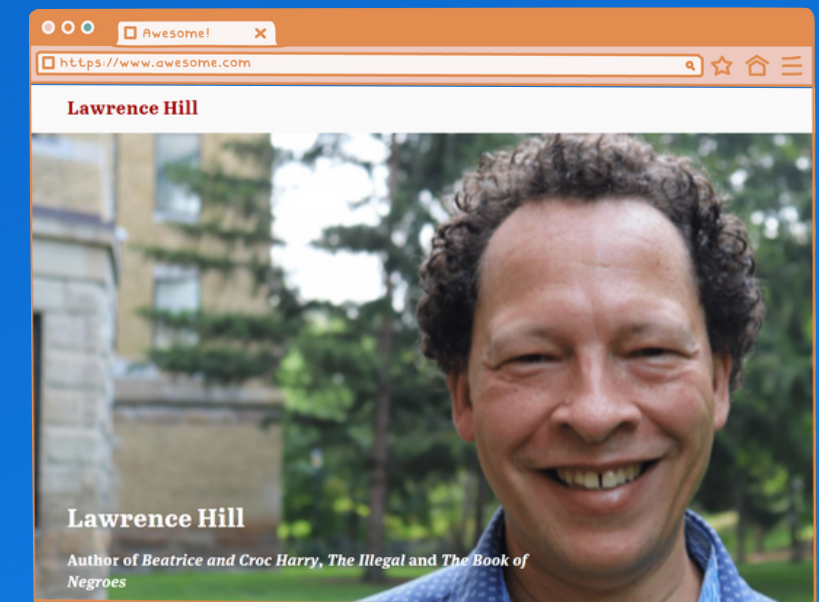 Awesome!
https://www.awesome.com
Lawrence Hill
Lawrence Hill
Author of Beatrice and Croc Harry, The Illegal and The Book of
Negroes